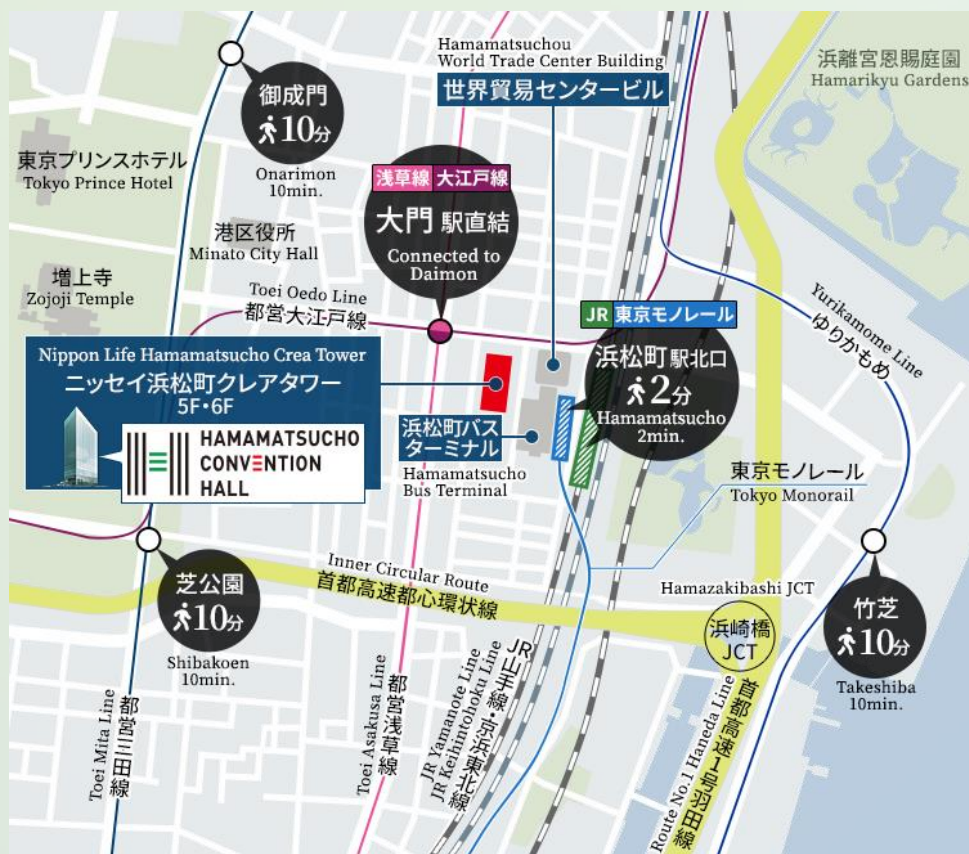 Hamamatsuchou
World Trade Center Building
世界貿易センタービル
浜離宮恩賜庭園
Hamarikyu Gardens
御成門
10分
Onarimon
10min.
東京プリンスホテル
Tokyo Prince Hotel
浅草線 大江戸線
大門 駅直結
Connected to
Daimon
港区役所
Minato City Hall
増上寺
Zojoji Temple
Toei Oedo Line
都営大江戸線
Yurikamome Line
ゆりかもめ
JR 東京モノレール
浜松町 駅北口
2分
Hamamatsucho
2min.
Nippon Life Hamamatsucho Crea Tower
ニッセイ浜松町クレアタワー
5F・6F
HAMAMATSUCHO
CONVENTION
HALL
浜松町バス
ターミナル
Hamamatsucho
Bus Terminal
東京モノレール
Tokyo Monorail
Inner Circular Route
首都高速都心環状線
芝公園
10分
Shibakoen
10min.
Hamazakibashi JCT
浜崎橋
JCT
竹芝
10分
Takeshiba
10min.
Toei Mita Line
都営三田線
Toei Asakusa Line
都営浅草線
JR山手線・京浜東北線
JR Yamanote Line
JR Keihintohoku Line
Route No.1 Haneda Line
首都高速1号羽田線